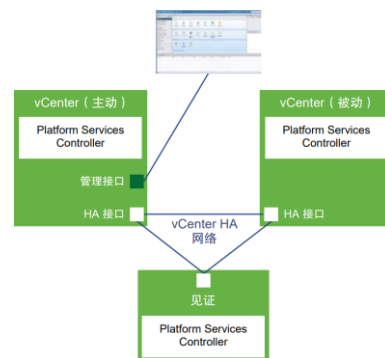 vCenter（主动）
Platform Services
Controller
管理接口
HA 接口
vCenter（被动）
Platform Services
Controller
HA 接口
vCenter HA
网络
见证
Platform Services
Controller